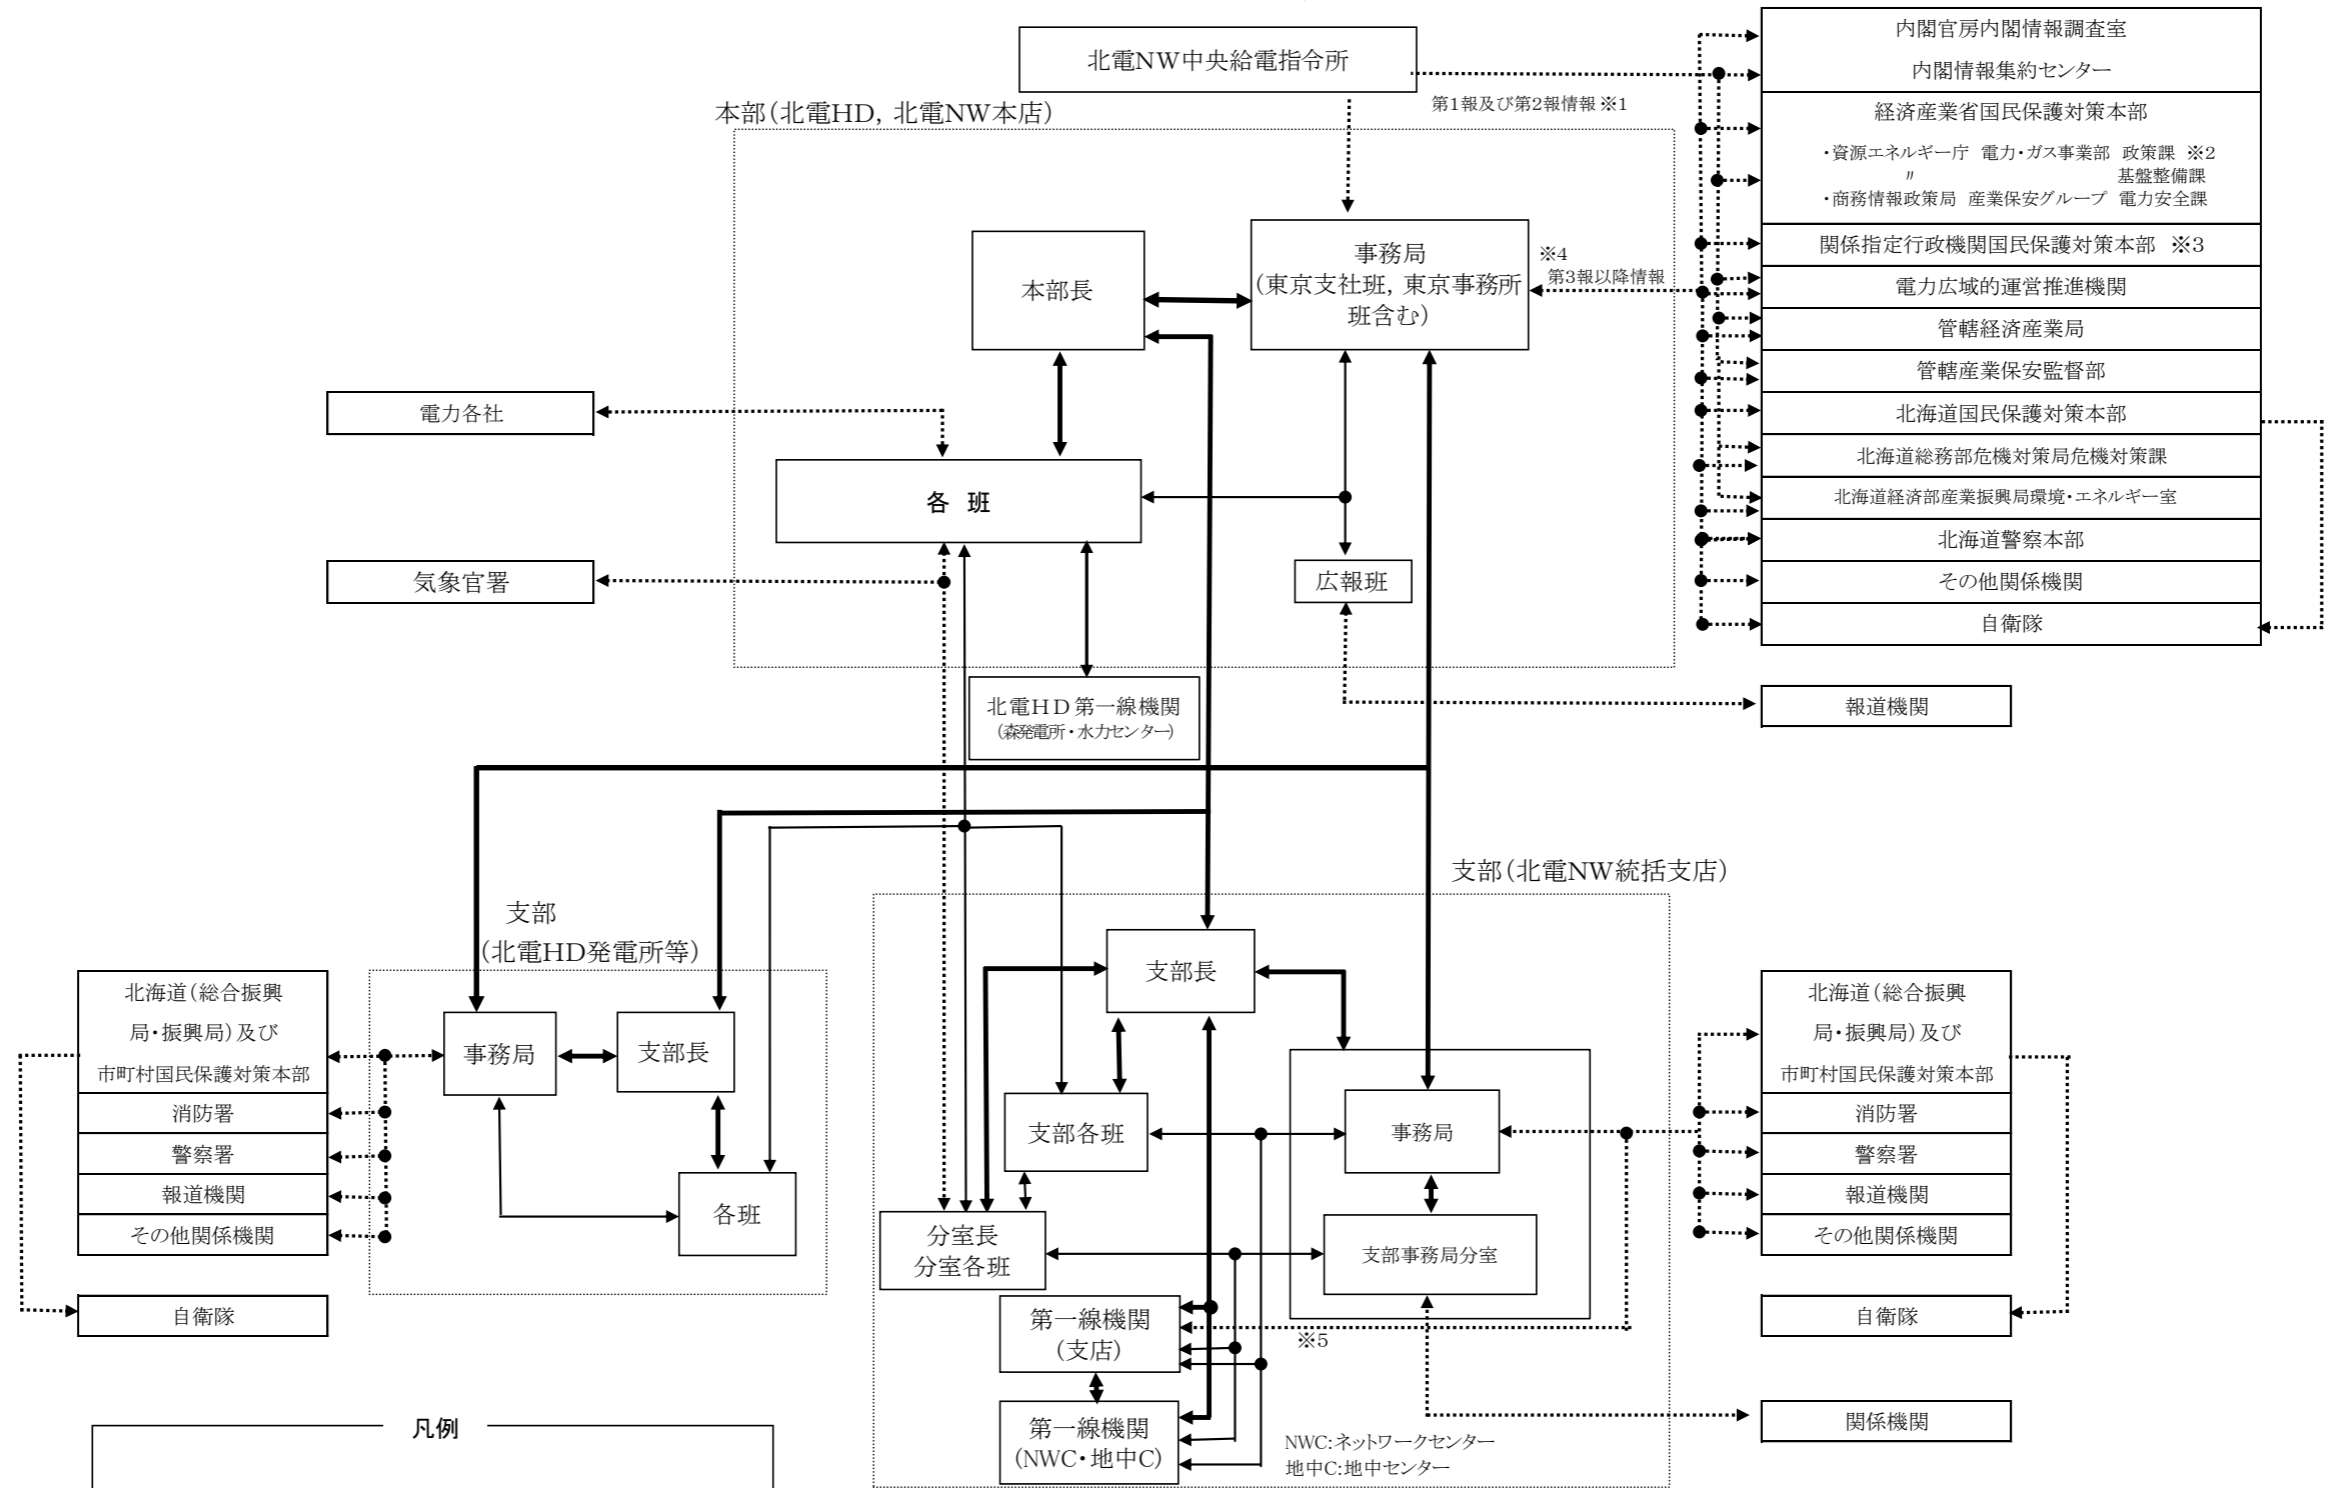 北電NW中央給電指令所
第1報及び第2報情報 ※1
本部(北電HD, 北電NW本店)
内閣官房内閣情報調査室
内閣情報集約センター
経済産業省国民保護対策本部
・資源エネルギー庁 電力・ガス事業部 政策課 ※2
〃 基盤整備課
・商務情報政策局 産業保安グループ 電力安全課
関係指定行政機関国民保護対策本部 ※3
電力広域的運営推進機関
管轄経済産業局
管轄産業保安監督部
北海道国民保護対策本部
北海道総務部危機対策局危機対策課
北海道経済部産業振興局環境・エネルギー室
北海道警察本部
その他関係機関
自衛隊
本部長
事務局
(東京支社班, 東京事務所
班含む)
※4
第3報以降情報
電力各社
各 班
気象官署
広報班
北電HD第一線機関
(森発電所・水力センター)
報道機関
支部(北電NW統括支店)
支部
(北電HD発電所等)
北海道(総合振興
局・振興局)及び
市町村国民保護対策本部
消防署
警察署
報道機関
その他関係機関
自衛隊
事務局
支部長
各班
支部長
支部各班
事務局
分室長
分室各班
支部事務局分室
第一線機関
(支店)
※5
第一線機関
(NWC・地中C)
NWC:ネットワークセンター
地中C:地中センター
北海道(総合振興
局・振興局)及び
市町村国民保護対策本部
消防署
警察署
報道機関
その他関係機関
自衛隊
関係機関
凡例